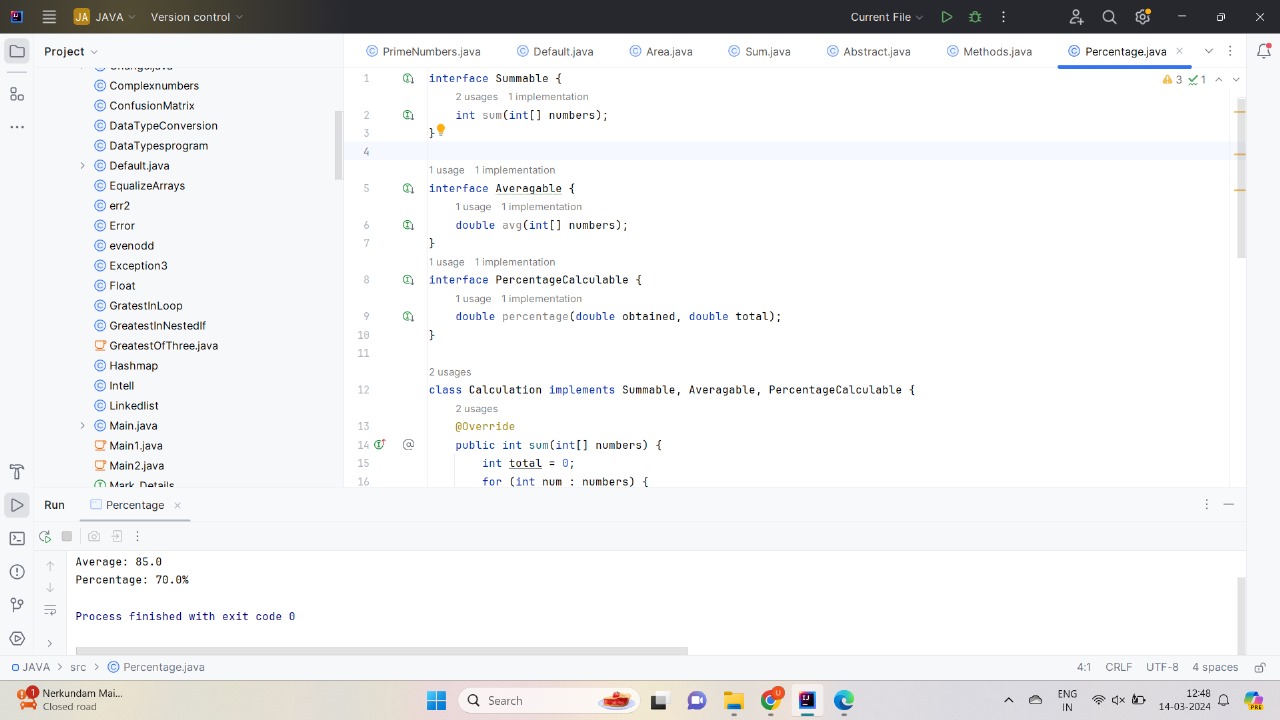 JA JAVA Version control Current File
Project
PrimeNumbers.java Default.java Area.java Sum.java Abstract.java Methods.java Percentage.java
Complexnumbers
ConfusionMatrix
DataTypeConversion
DataTypesprogram
Default.java
EqualizeArrays
err2
Error
evenodd
Exception3
Float
GratestInLoop
GreatestInNestedIf
GreatestOfThree.java
Hashmap
Intell
Linkedlist
Main.java
Main1.java
Main2.java
Mark_Details
3 1
1 interface Summable {
2 usages 1 implementation
2 int sum(int[] numbers);
3 }
4
1 usage 1 implementation
5 interface Averagable {
1 usage 1 implementation
6 double avg(int[] numbers);
7 }
1 usage 1 implementation
8 interface PercentageCalculable {
1 usage 1 implementation
9 double percentage(double obtained, double total);
10 }
11
2 usages
12 class Calculation implements Summable, Averagable, PercentageCalculable {
2 usages
13 @Override
14 public int sum(int[] numbers) {
15 int total = 0;
16 for (int num : numbers) {
Run Percentage
Average: 85.0
Percentage: 70.0%
Process finished with exit code 0
JAVA > src > Percentage.java 4:1 CRLF UTF-8 4 spaces
1 Nerkundam Mai...
Closed road
Search
ENG
IN
12:48
14-03-2024
PRE